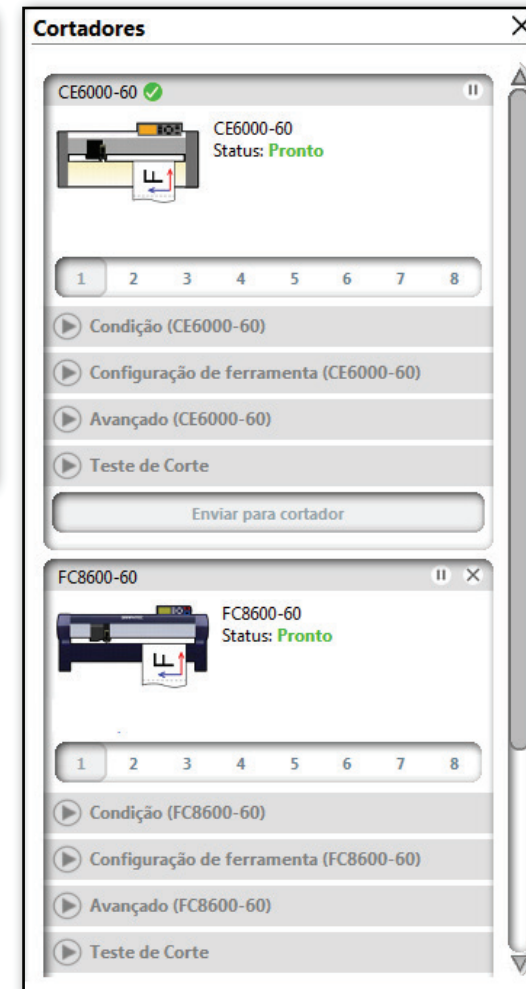 Cortadores
CE6000-60
CE6000-60
Status: Pronto
F
1 2 3 4 5 6 7 8
Condição (CE6000-60)
Configuração de ferramenta (CE6000-60)
Avançado (CE6000-60)
Teste de Corte
Enviar para cortador
FC8600-60
FC8600-60
Status: Pronto
F
1 2 3 4 5 6 7 8
Condição (FC8600-60)
Configuração de ferramenta (FC8600-60)
Avançado (FC8600-60)
Teste de Corte